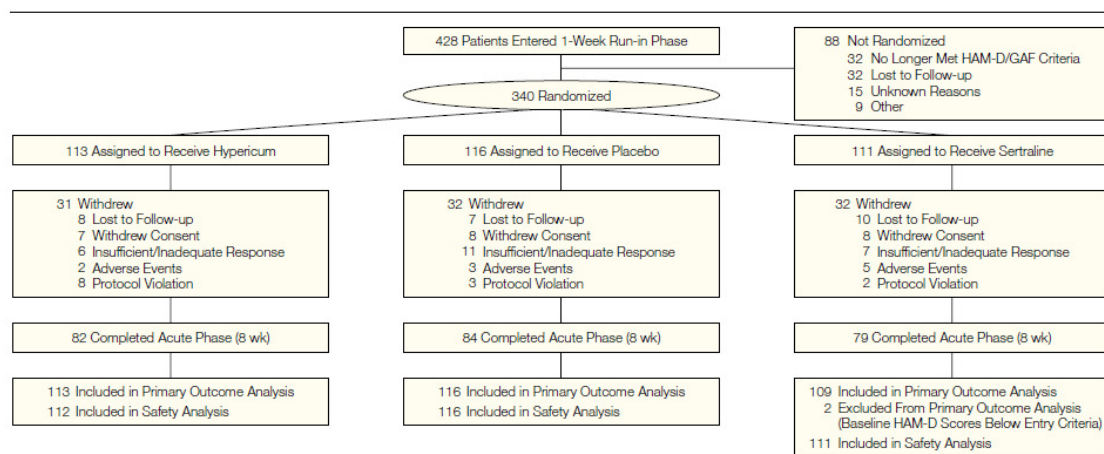 428 Patients Entered 1-Week Run-in Phase
88 Not Randomized
32 No Longer Met HAM-D/GAF Criteria
32 Lost to Follow-up
15 Unknown Reasons
9 Other
340 Randomized
113 Assigned to Receive Hypericum
116 Assigned to Receive Placebo
111 Assigned to Receive Sertraline
31 Withdrew
8 Lost to Follow-up
7 Withdrew Consent
6 Insufficient/Inadequate Response
2 Adverse Events
8 Protocol Violation
32 Withdrew
7 Lost to Follow-up
8 Withdrew Consent
11 Insufficient/Inadequate Response
3 Adverse Events
3 Protocol Violation
32 Withdrew
10 Lost to Follow-up
8 Withdrew Consent
7 Insufficient/Inadequate Response
5 Adverse Events
2 Protocol Violation
82 Completed Acute Phase (8 wk)
84 Completed Acute Phase (8 wk)
79 Completed Acute Phase (8 wk)
113 Included in Primary Outcome Analysis
112 Included in Safety Analysis
116 Included in Primary Outcome Analysis
116 Included in Safety Analysis
109 Included in Primary Outcome Analysis
2 Excluded From Primary Outcome Analysis
(Baseline HAM-D Scores Below Entry Criteria)
111 Included in Safety Analysis